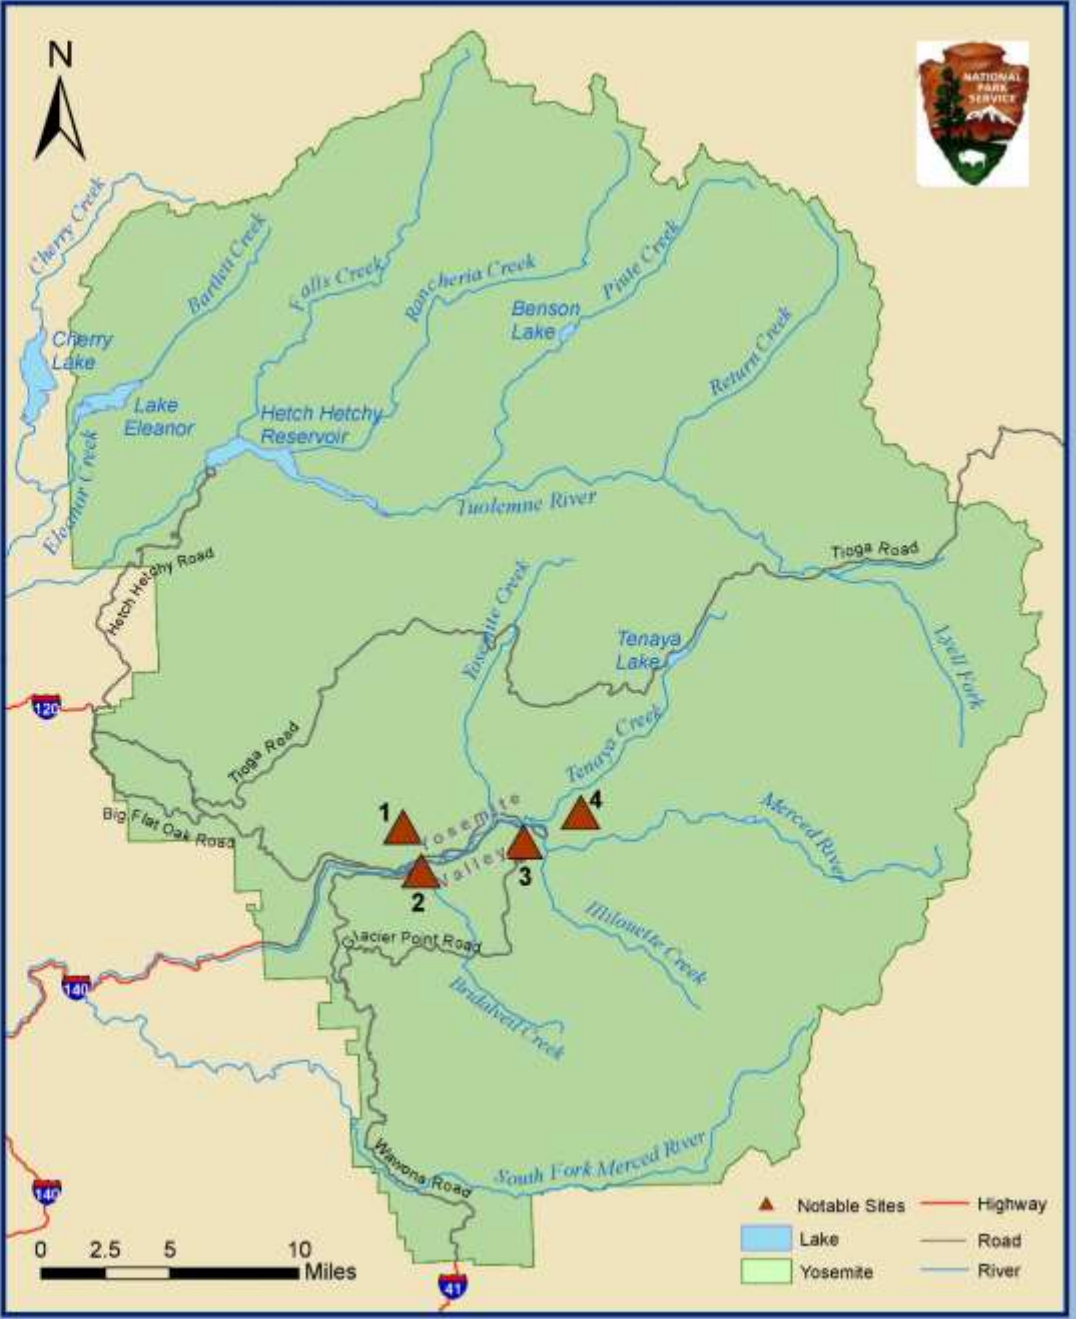 N
NATIONAL
PARK
SERVICE
Cherry Creek
Bartlett Creek
Falls Creek
Rancheria Creek
Piute Creek
Benson
Lake
Return Creek
Cherry
Lake
Lake
Eleanor
Hetch Hetchy
Reservoir
Eleanor Creek
Tuolemne River
Hetch Hetchy Road
Tioga Road
Yosemite Creek
Tenaya
Lake
Lyell Fork
120
Tioga Road
Tenaya Creek
Big Flat Oak Road
1
Yosemite
Valley
4
Merced River
2
3
Glacier Point Road
Illilouette Creek
140
Bridalveil Creek
Wawona Road
South Fork Merced River
140
41
0 2.5 5 10
Miles
Notable Sites
Lake
Yosemite
Highway
Road
River